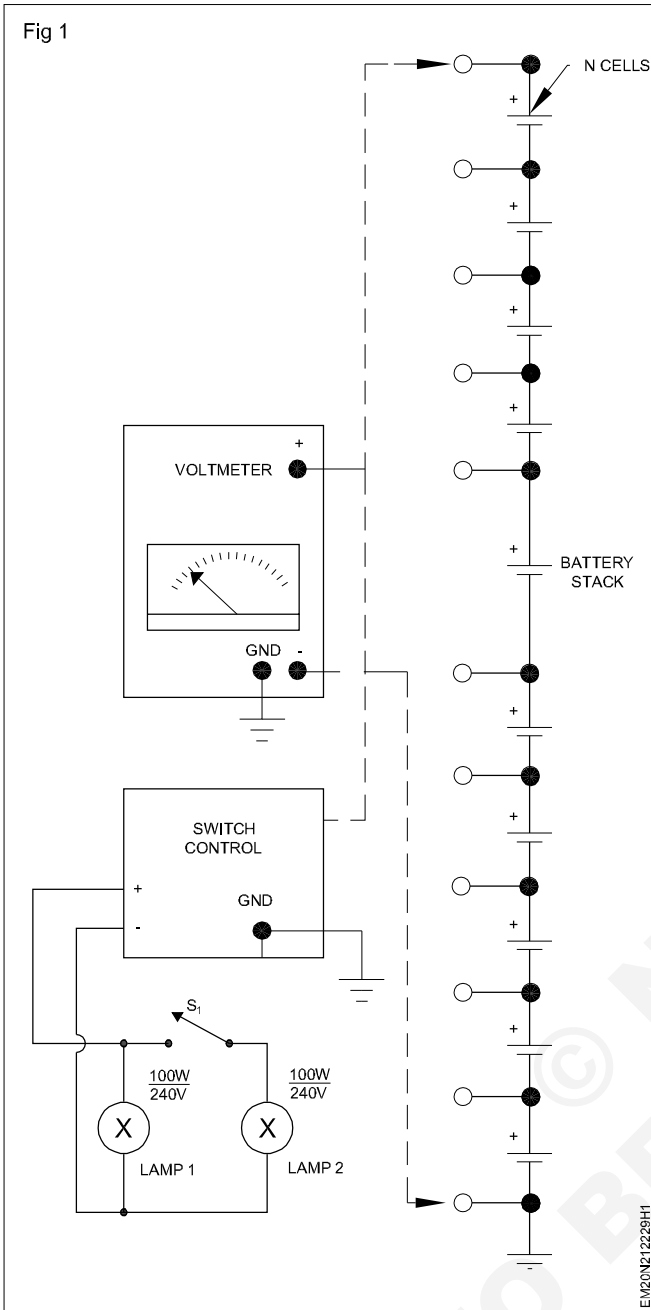 Fig 1
N CELLS
+
+
+
+
+
VOLTMETER
+
BATTERY
STACK
GND -
+
SWITCH
CONTROL
+
+
GND
-
+
S1
100W
240V
100W
240V
+
X
X
LAMP 1
LAMP 2
+
EM20N212229H1
©